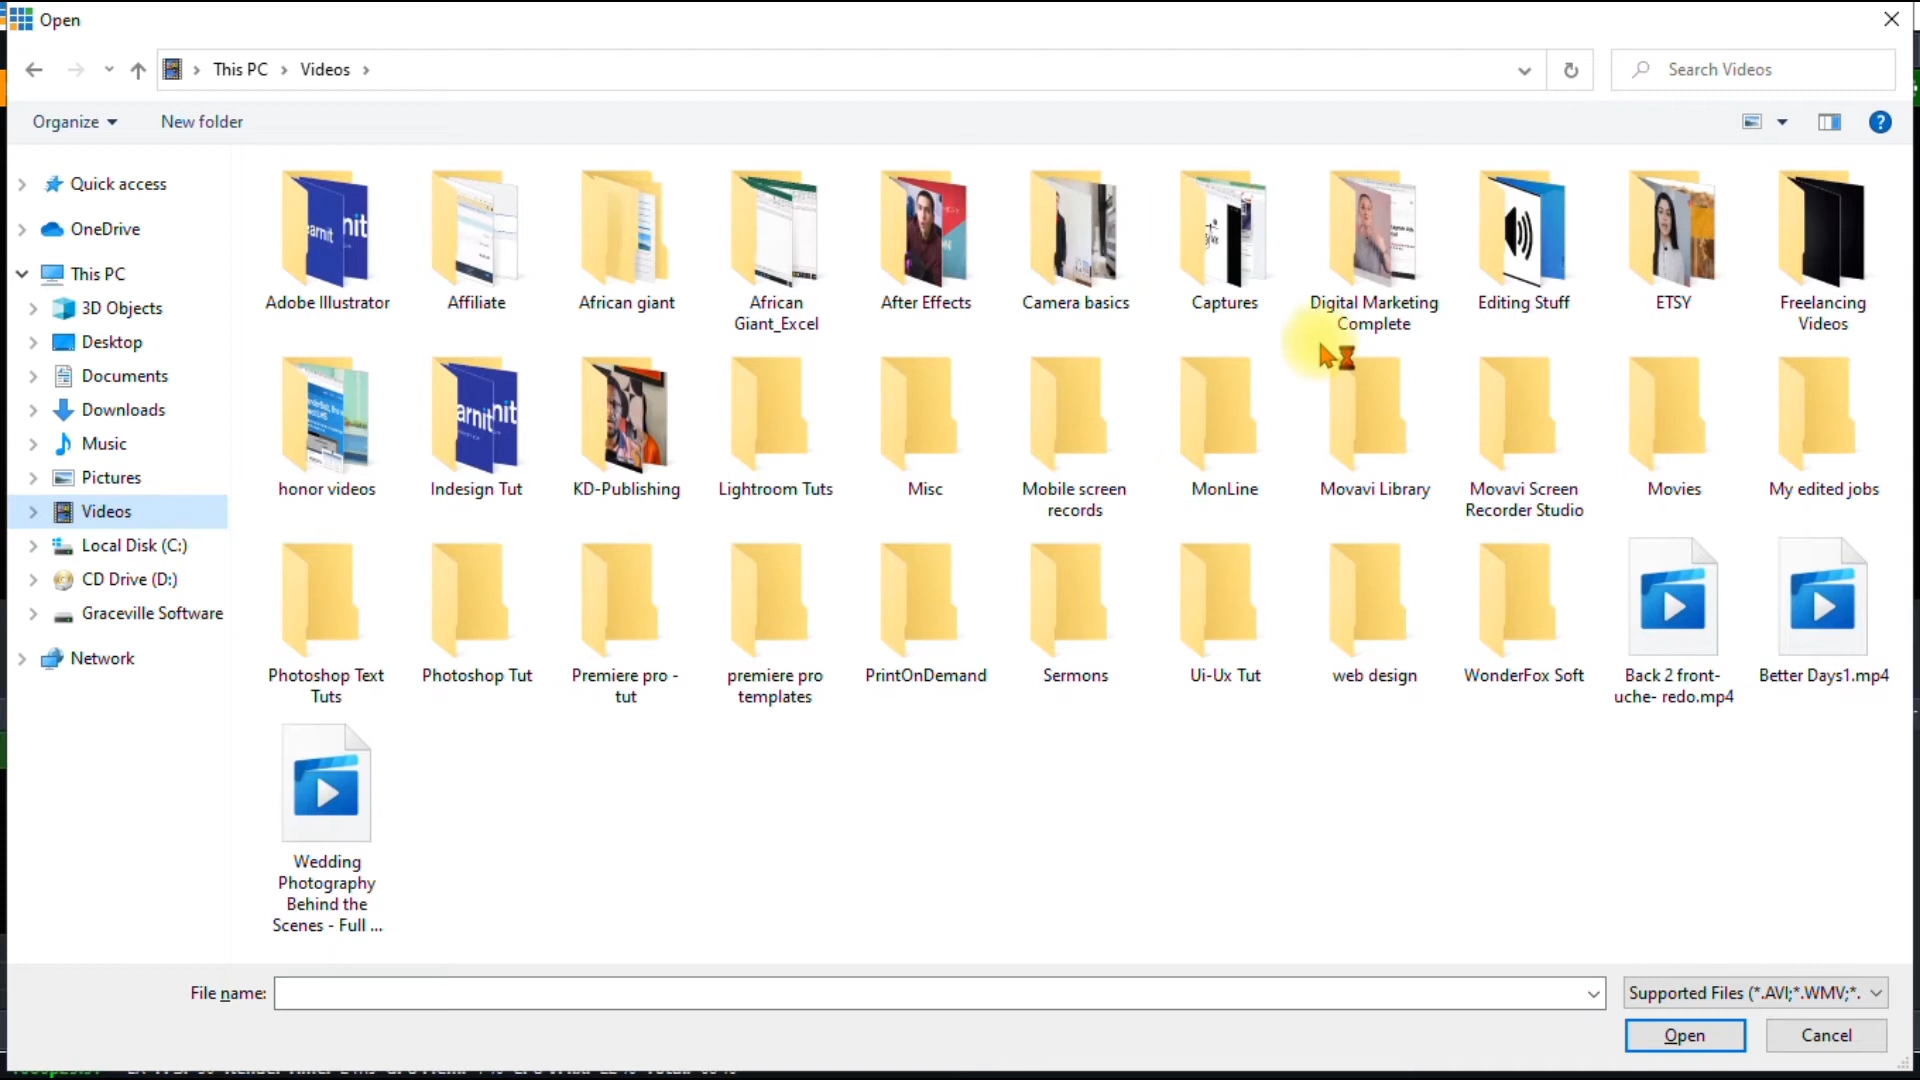 Open
This PC
Videos
Search Videos
Organize
New folder
Quick access
OneDrive
This PC
3D Objects
Desktop
Documents
Downloads
Music
Pictures
Videos
Local Disk (C:)
CD Drive (D:)
Graceville Software
Network
Adobe Illustrator
Affiliate
African giant
African
Giant_Excel
After Effects
Camera basics
Captures
Digital Marketing
Complete
Editing Stuff
ETSY
Freelancing
Videos
honor videos
Indesign Tut
KD-Publishing
Lightroom Tuts
Misc
Mobile screen
records
MonLine
Movavi Library
Movavi Screen
Recorder Studio
Movies
My edited jobs
Photoshop Text
Tuts
Photoshop Tut
Premiere pro -
tut
premiere pro
templates
PrintOnDemand
Sermons
Ui-Ux Tut
web design
WonderFox Soft
Back 2 front-
uche- redo.mp4
Better Days1.mp4
Wedding
Photography
Behind the
Scenes - Full ...
File name:
Supported Files (*.AVI;*.WMV;*.
Open
Cancel